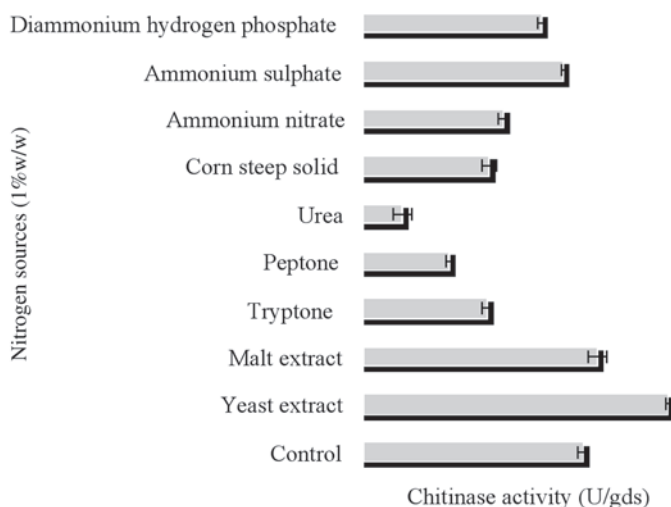 Diammonium hydrogen phosphate
Ammonium sulphate
Ammonium nitrate
Corn steep solid
Urea
Peptone
Tryptone
Malt extract
Yeast extract
Control
Nitrogen sources (1%w/w)
Chitinase activity (U/gds)